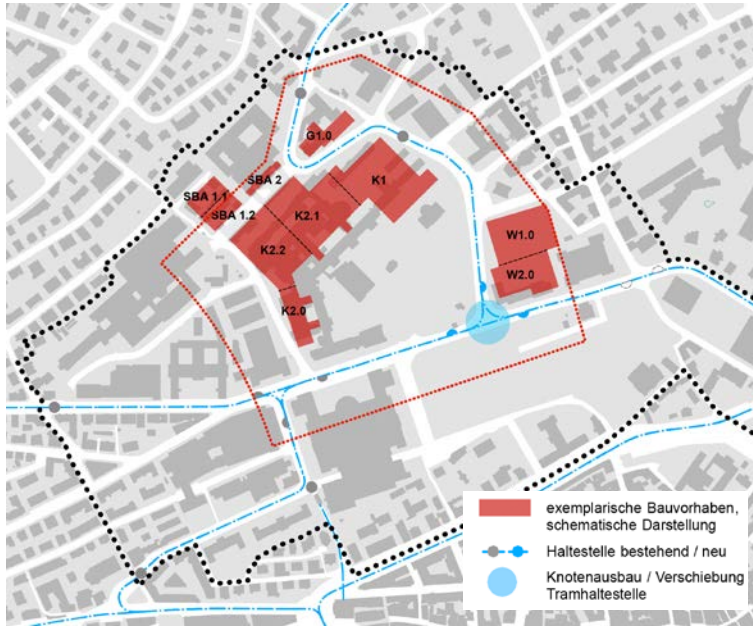 G1.0
SBA 2
K1
SBA 1.1
SBA 1.2
K2.1
K2.2
W1.0
W2.0
K2.0
exemplarische Bauvorhaben,
schematische Darstellung
Haltestelle bestehend / neu
Knotenausbau / Verschiebung
Tramhaltestelle